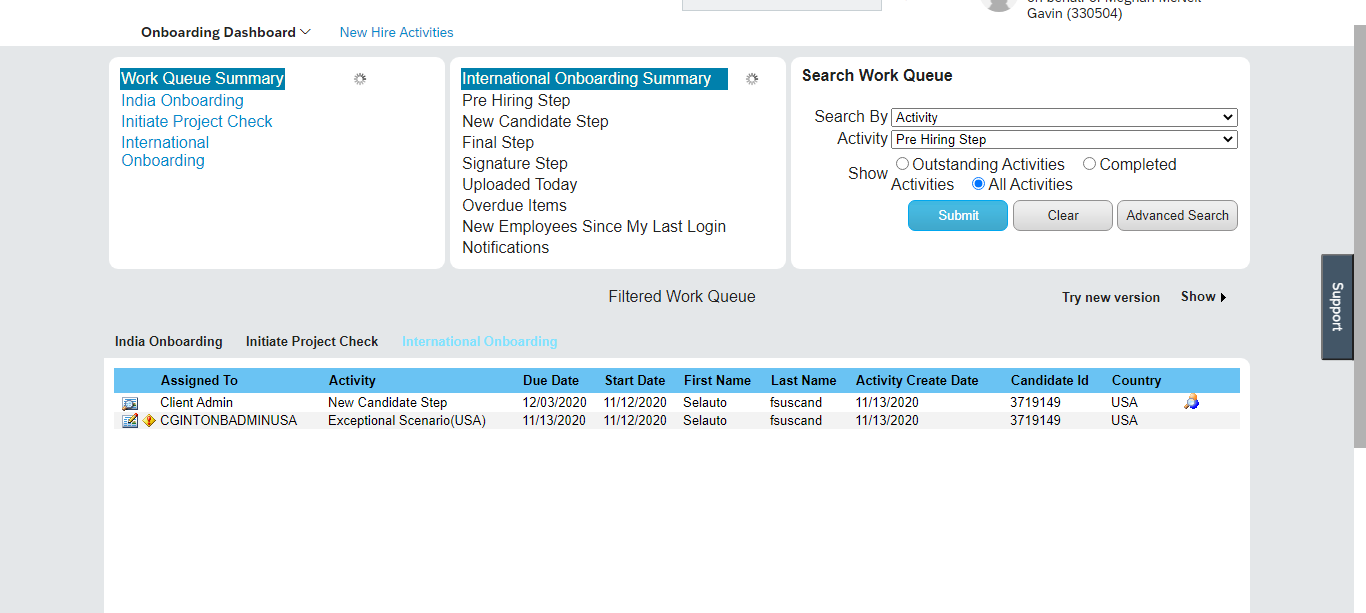 Gavin (330504)
Onboarding Dashboard New Hire Activities
Work Queue Summary
India Onboarding
Initiate Project Check
International
Onboarding
International Onboarding Summary
Pre Hiring Step
New Candidate Step
Final Step
Signature Step
Uploaded Today
Overdue Items
New Employees Since My Last Login
Notifications
Search Work Queue
Search By Activity
Activity Pre Hiring Step
Show Outstanding Activities Completed
Activities All Activities
Submit Clear Advanced Search
Support
Filtered Work Queue Try new version Show
India Onboarding Initiate Project Check International Onboarding
Assigned To Activity Due Date Start Date First Name Last Name Activity Create Date Candidate Id Country
Client Admin New Candidate Step 12/03/2020 11/12/2020 Selauto fsuscand 11/13/2020 3719149 USA
CGINTONBADMINUSA Exceptional Scenario(USA) 11/13/2020 11/12/2020 Selauto fsuscand 11/13/2020 3719149 USA